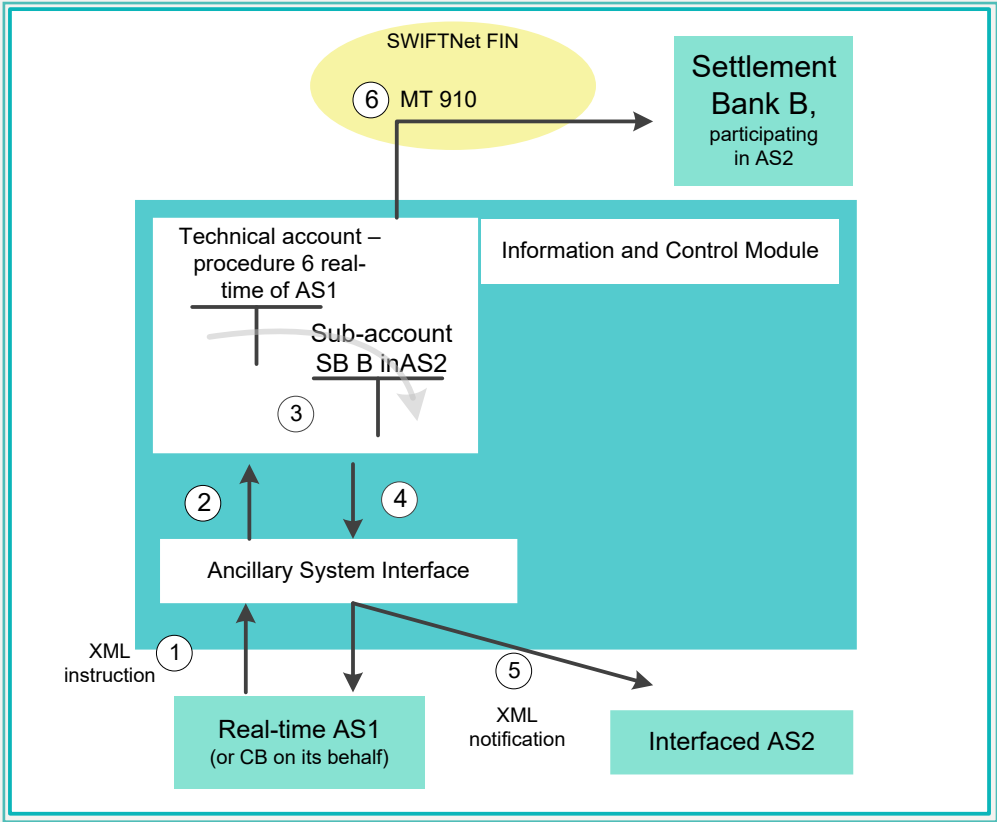 SWIFTNet FIN
6 MT 910
Settlement
Bank B,
participating
in AS2
Technical account –
procedure 6 real-
time of AS1
Information and Control Module
Sub-account
SB B inAS2
3
2
4
Ancillary System Interface
XML
instruction
1
5
XML
notification
Real-time AS1
(or CB on its behalf)
Interfaced AS2